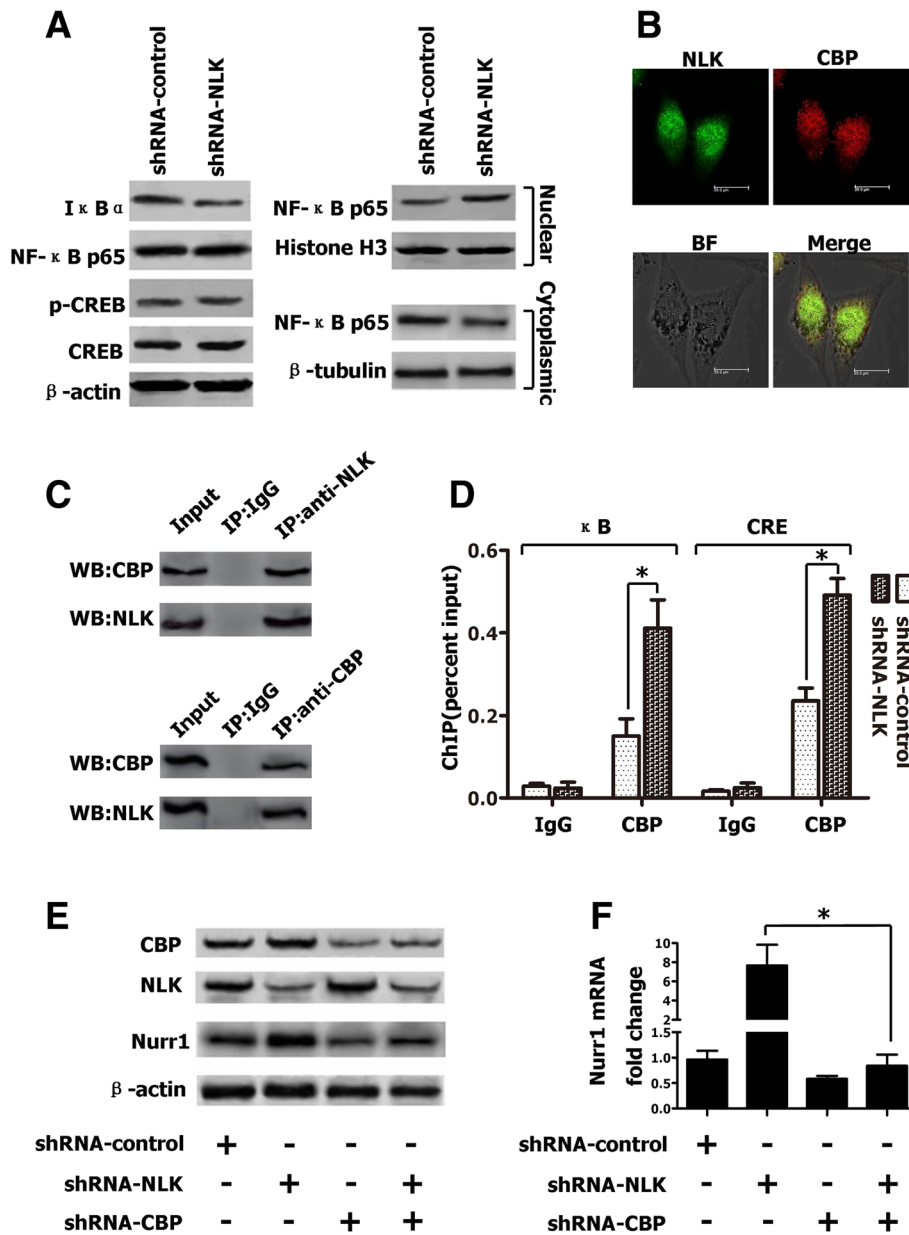 A
shRNA-control
shRNA-NLK
I κ B α
NF- κ B p65
p-CREB
CREB
β -actin
shRNA-control
shRNA-NLK
NF- κ B p65
Histone H3
Nuclear
NF- κ B p65
β -tubulin
Cytoplasmic
B
NLK
CBP
BF
Merge
C
Input
IP:IgG
IP:anti-NLK
WB:CBP
WB:NLK
Input
IP:IgG
IP:anti-CBP
WB:CBP
WB:NLK
D
κ B
CRE
ChIP(percent input)
0.6
0.4
0.2
0.0
*
*
IgG
CBP
IgG
CBP
shRNA-control
shRNA-NLK
E
CBP
NLK
Nurr1
β -actin
shRNA-control + - - -
shRNA-NLK - + - +
shRNA-CBP - - + +
F
Nurr1 mRNA
fold change
10
8
6
4
2
1.5
1.0
0.5
0.0
*
shRNA-control + - - -
shRNA-NLK - + - +
shRNA-CBP - - + +